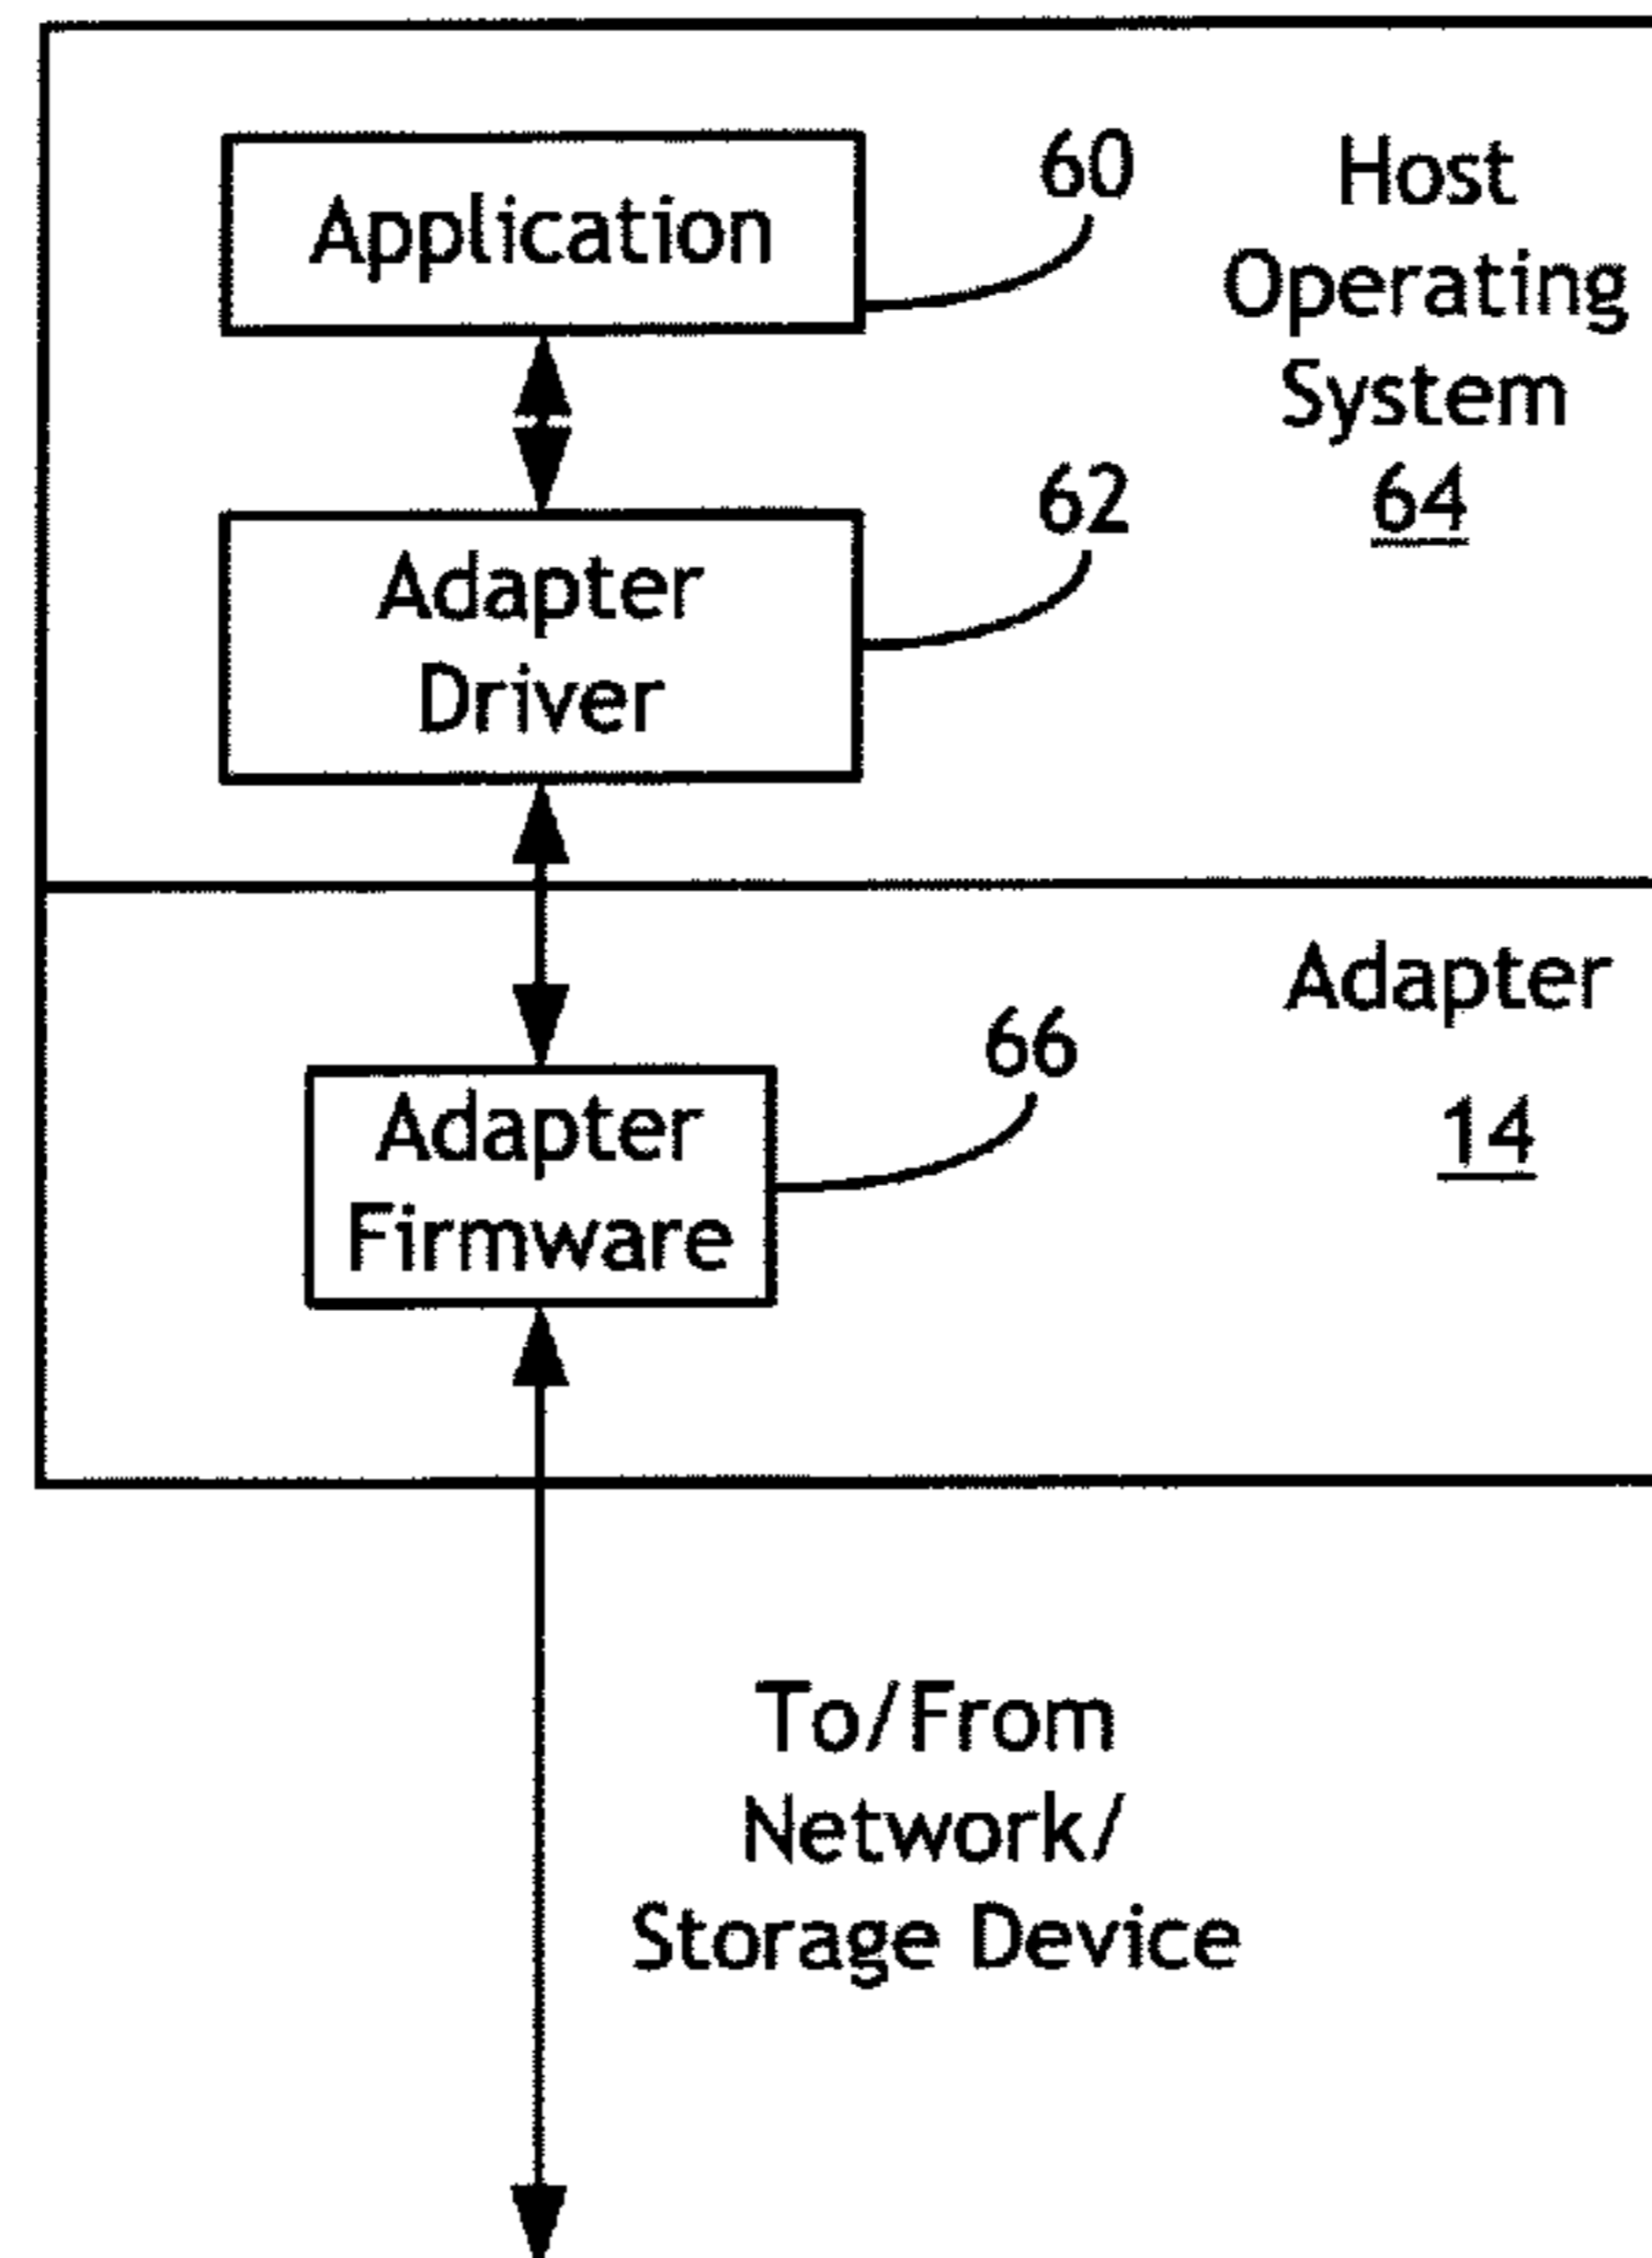 Application
60
Host
Operating
System
64
62
Adapter
Driver
Adapter
14
66
Adapter
Firmware
To/From
Network/
Storage Device